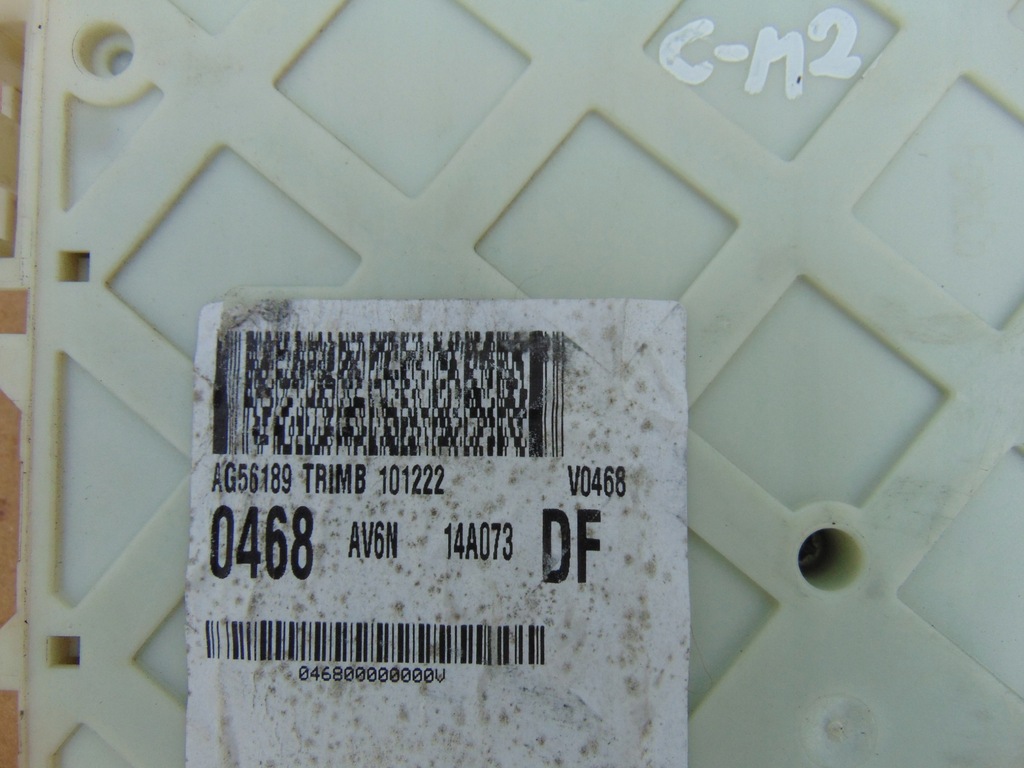 C-M2
AG56189 TRIMB 101222 V0468
0468 AV6N 14A073 DF
046800000000V